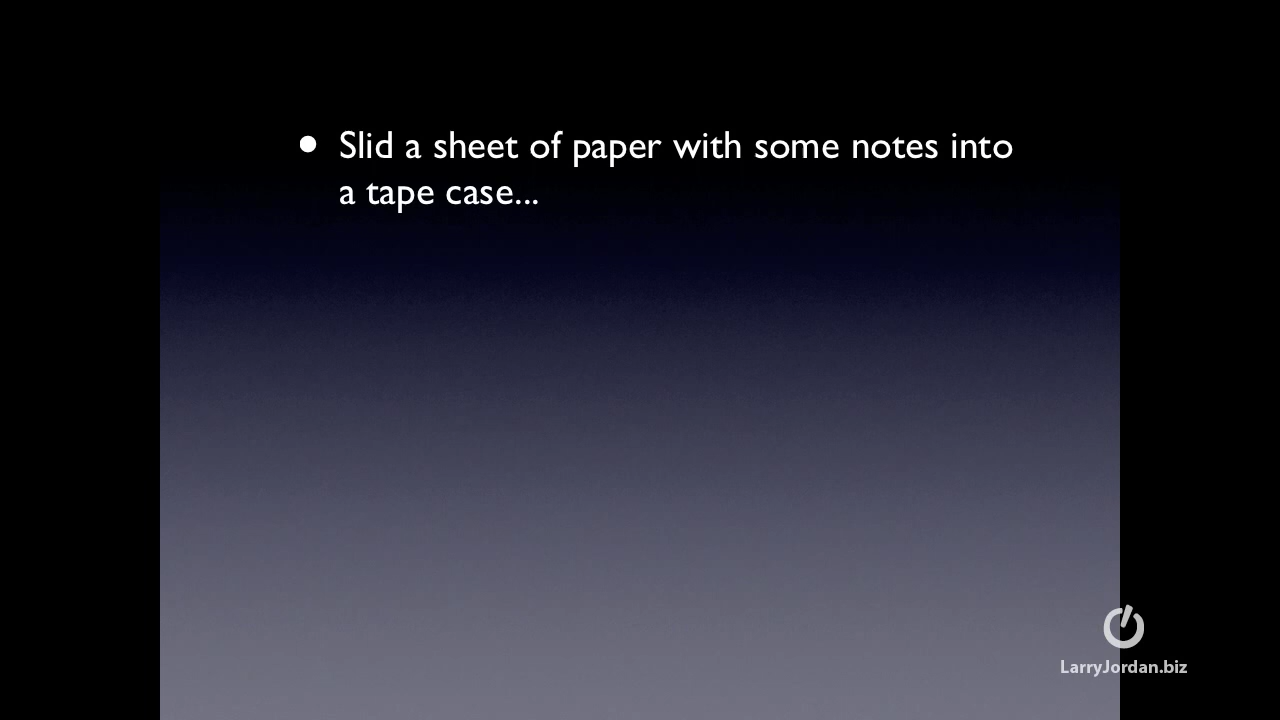 • Slid a sheet of paper with some notes into
a tape case...
LarryJordan.biz